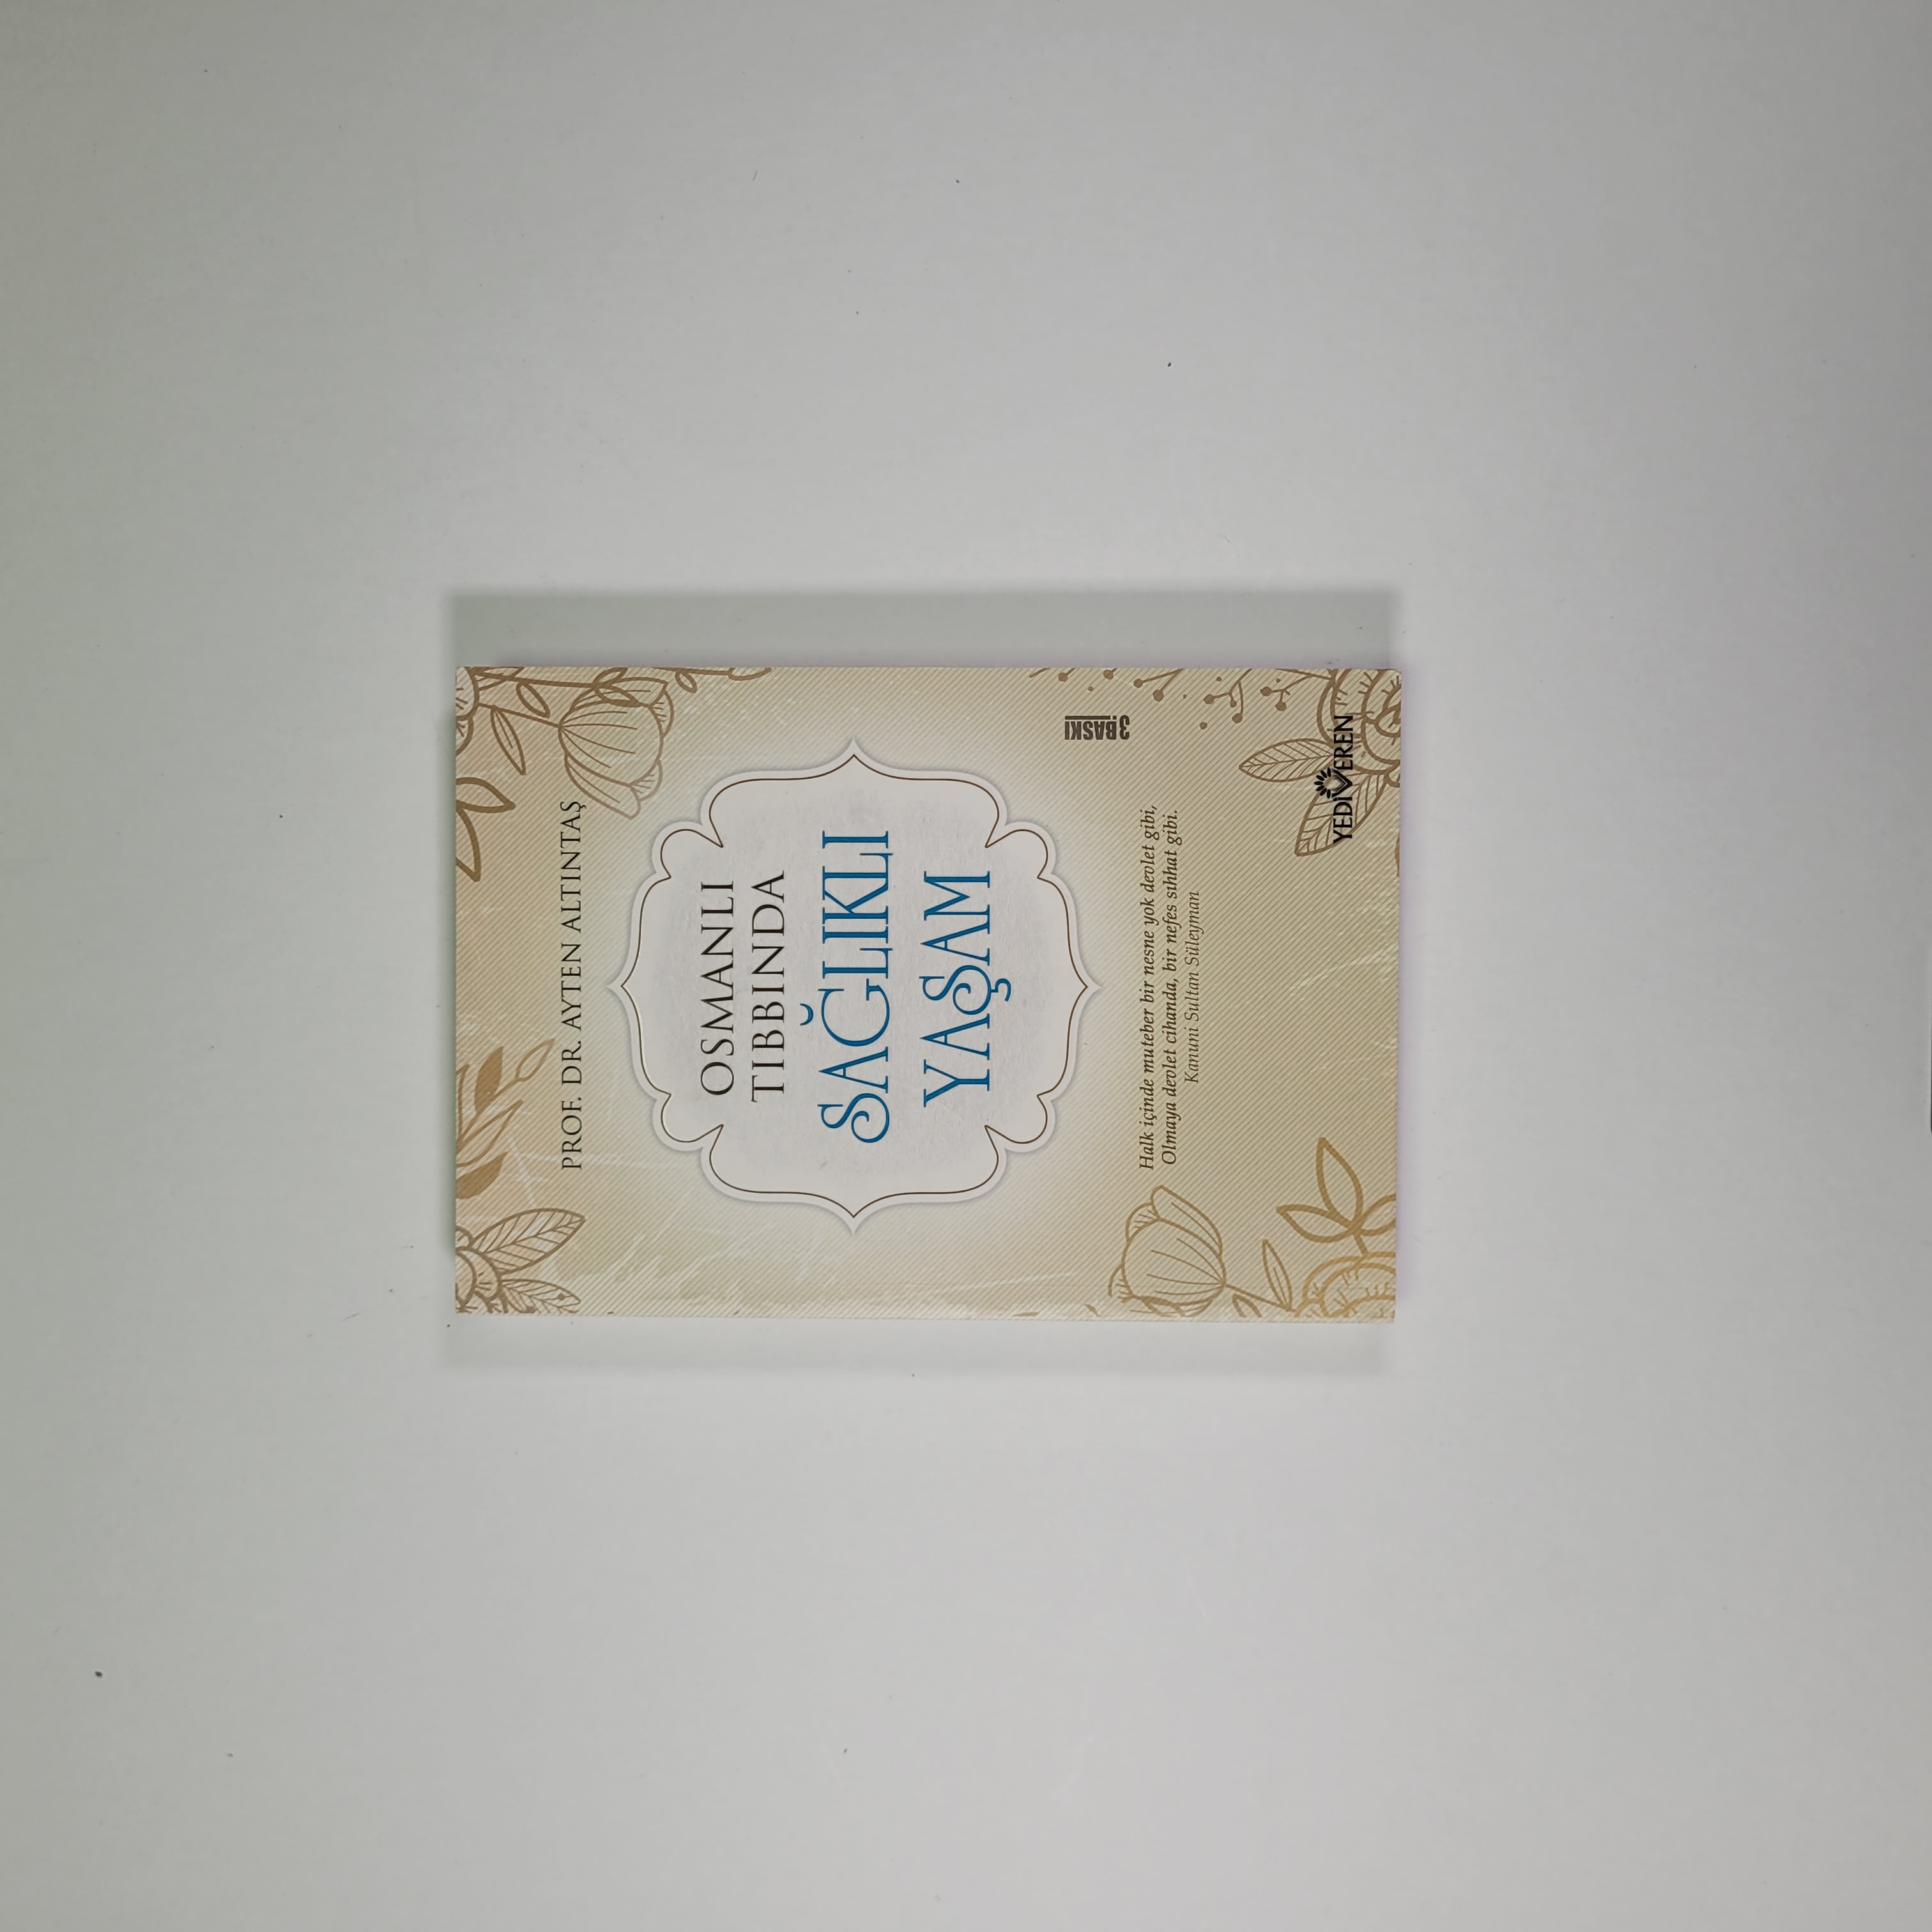 PROF. DR. AYTEN ALTINTAŞ
OSMANLI
TIBBINDA
SAĞLIKLI
YAŞAM
3.BASKI
Halk içinde muteber bir nesne yok devlet gibi,
Olmaya devlet cihanda, bir nefes sıhhat gibi.
Kanuni Sultan Süleyman
YEDİVEREN